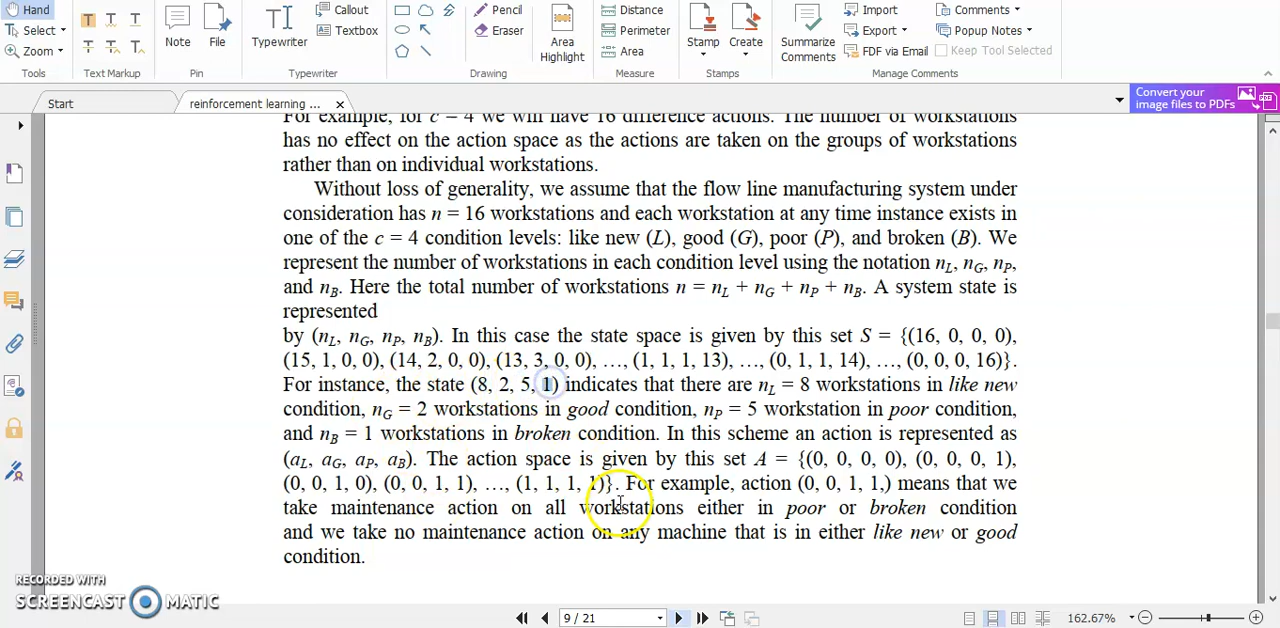 Hand
Select
Zoom
Tools
Text Markup
Note
File
Pin
Typewriter
Callout
Textbox
Typewriter
Pencil
Eraser
Drawing
Area Highlight
Distance
Perimeter
Area
Measure
Stamp
Create
Stamps
Summarize Comments
Import
Export
FDF via Email
Comments
Popup Notes
Keep Tool Selected
Manage Comments
Start
reinforcement learning ...
Convert your
image files to PDFs
For example, for c = 4 we will have 16 difference actions. The number of workstations
has no effect on the action space as the actions are taken on the groups of workstations
rather than on individual workstations.
Without loss of generality, we assume that the flow line manufacturing system under
consideration has n = 16 workstations and each workstation at any time instance exists in
one of the c = 4 condition levels: like new (L), good (G), poor (P), and broken (B). We
represent the number of workstations in each condition level using the notation nL, nG, nP,
and nB. Here the total number of workstations n = nL + nG + nP + nB. A system state is
represented
by (nL, nG, nP, nB). In this case the state space is given by this set S = {(16, 0, 0, 0),
(15, 1, 0, 0), (14, 2, 0, 0), (13, 3, 0, 0), …, (1, 1, 1, 13), …, (0, 1, 1, 14), …, (0, 0, 0, 16)}.
For instance, the state (8, 2, 5, 1) indicates that there are nL = 8 workstations in like new
condition, nG = 2 workstations in good condition, nP = 5 workstation in poor condition,
and nB = 1 workstations in broken condition. In this scheme an action is represented as
(aL, aG, aP, aB). The action space is given by this set A = {(0, 0, 0, 0), (0, 0, 0, 1),
(0, 0, 1, 0), (0, 0, 1, 1), …, (1, 1, 1, 1)}. For example, action (0, 0, 1, 1,) means that we
take maintenance action on all workstations either in poor or broken condition
and we take no maintenance action on any machine that is in either like new or good
condition.
RECORDED WITH
SCREENCAST MATIC
9 / 21
162.67%